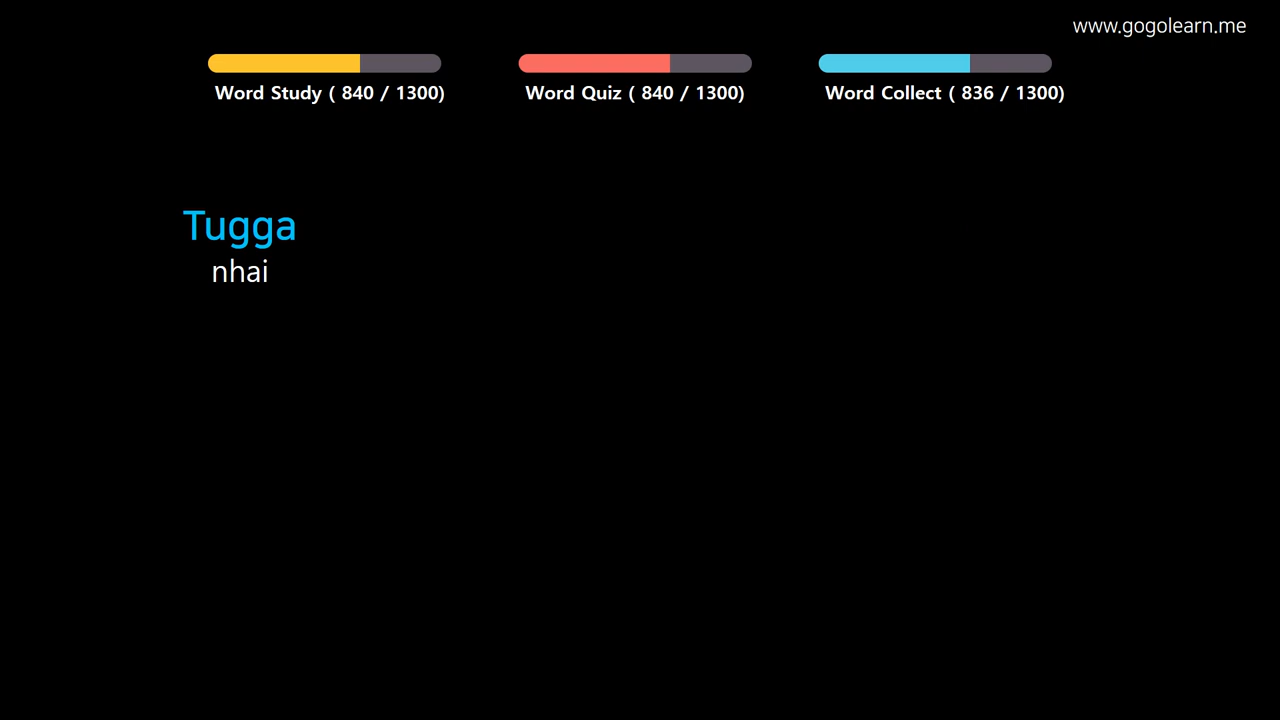 www.gogolearn.me
Word Study ( 840 / 1300)
Word Quiz ( 840 / 1300)
Word Collect ( 836 / 1300)
Tugga
nhai